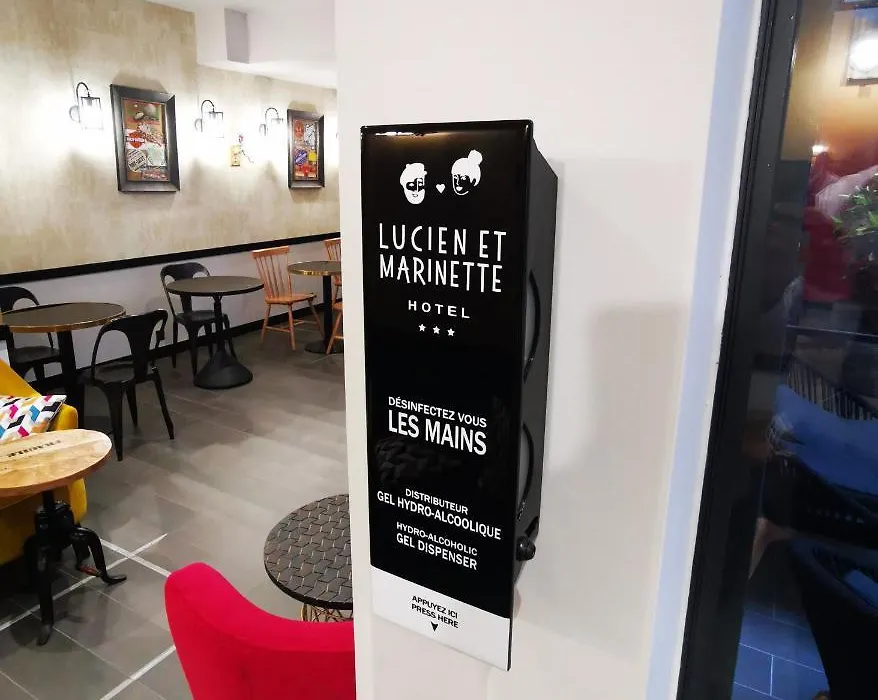 LUCIEN ET
MARINETTE
HOTEL
DÉSINFECTEZ VOUS
LES MAINS
DISTRIBUTEUR
GEL HYDRO-ALCOOLIQUE
HYDRO-ALCOHOLIC
GEL DISPENSER
APPUYEZ ICI
PRESS HERE
FRAGILE